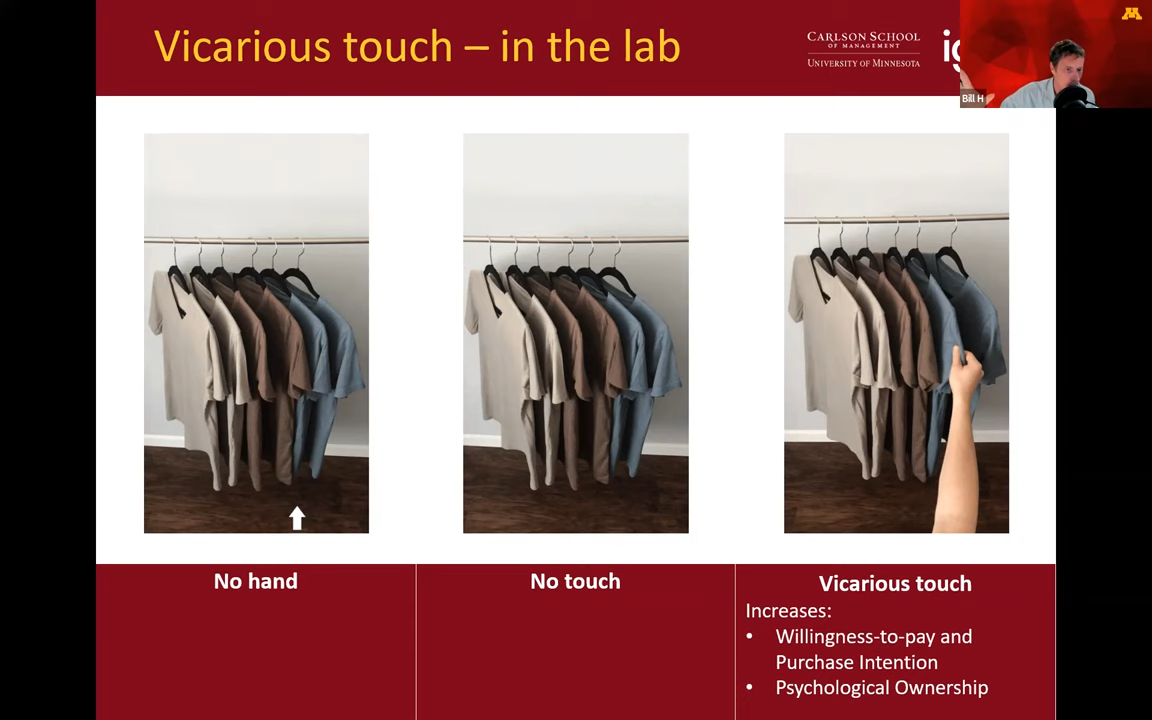 Vicarious touch – in the lab
CARLSON SCHOOL
OF MANAGEMENT
UNIVERSITY OF MINNESOTA
Bill H
No hand
No touch
Vicarious touch
Increases:
• Willingness-to-pay and
Purchase Intention
• Psychological Ownership